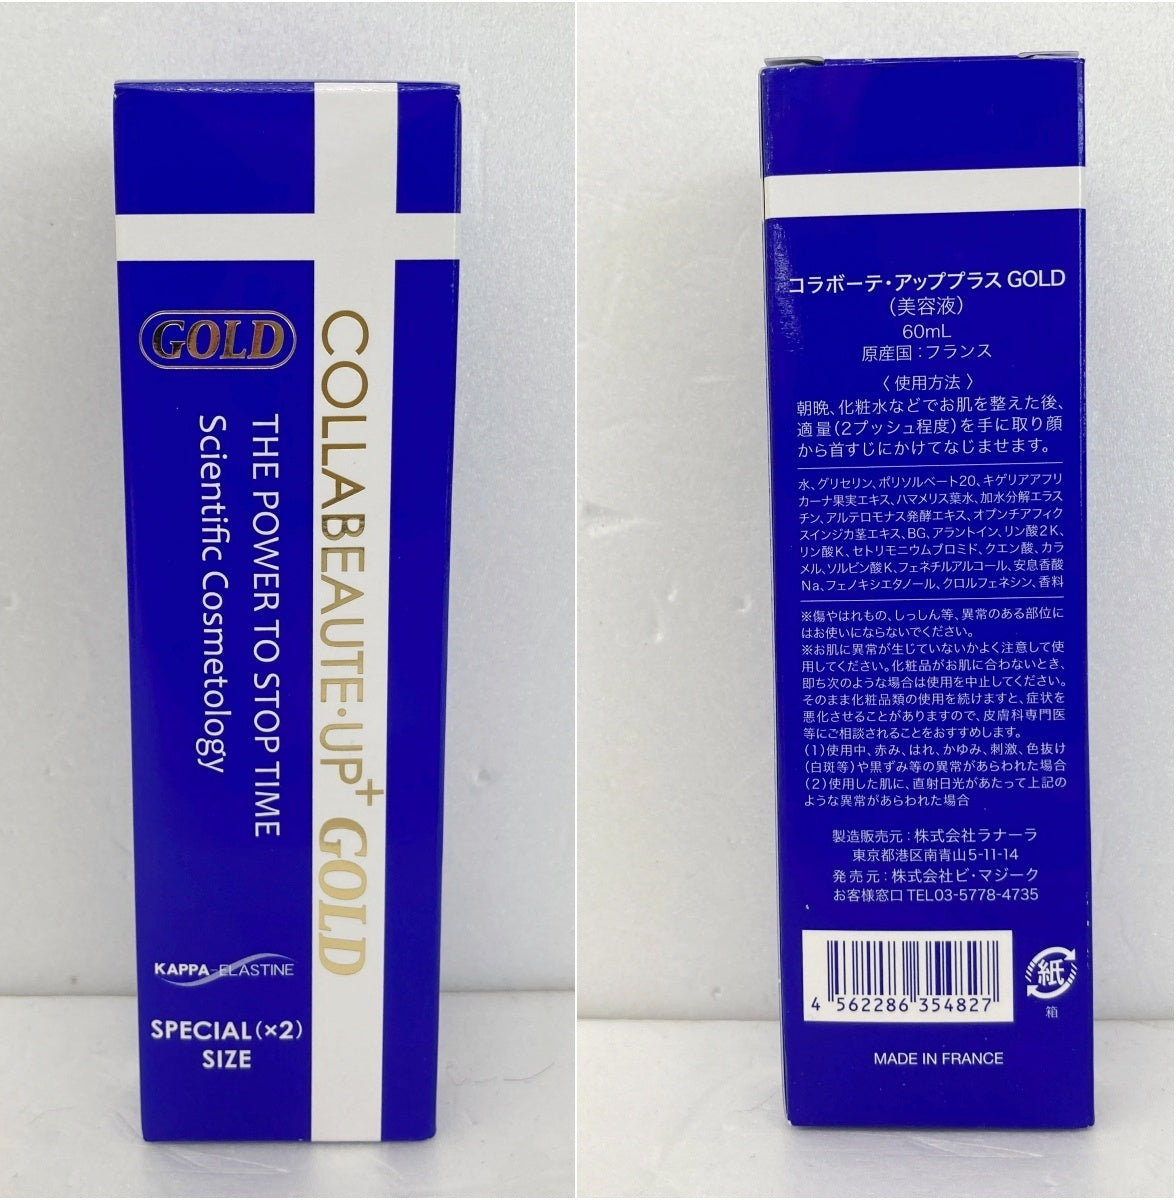 GOLD
COLLABEAUTE·UP+ GOLD
THE POWER TO STOP TIME
Scientific Cosmetology
KAPPA-ELASTINE
SPECIAL(×2)
SIZE
コラボーテ・アッププラス GOLD
(美容液)
60mL
原産国:フランス
〈使用方法〉
朝晩、化粧水などでお肌を整えた後、
適量(2プッシュ程度)を手に取り顔
から首すじにかけてなじませます。
水、グリセリン、ポリソルベート20、キゲリアアフリ
カーナ果実エキス、ハマメリス葉水、加水分解エラス
チン、アルテロモナス発酵エキス、オプンチアフィク
スインジカ茎エキス、BG、アラントイン、リン酸2K、
リン酸K、セトリモニウムブロミド、クエン酸、カラ
メル、ソルビン酸K、フェネチルアルコール、安息香酸
Na、フェノキシエタノール、クロルフェネシン、香料
※傷やはれもの、しっしん等、異常のある部位に
はお使いにならないでください。
※お肌に異常が生じていないかよく注意して使
用してください。化粧品がお肌に合わないとき、
即ち次のような場合は使用を中止してください。
そのまま化粧品類の使用を続けますと、症状を
悪化させることがありますので、皮膚科専門医
等にご相談されることをおすすめします。
(1)使用中、赤み、はれ、かゆみ、刺激、色抜け
(白斑等)や黒ずみ等の異常があらわれた場合
(2)使用した肌に、直射日光があたって上記の
ような異常があらわれた場合
製造販売元:株式会社ラナーラ
東京都港区南青山5-11-14
発売元:株式会社ビ・マジーク
お客様窓口 TEL03-5778-4735
4 562286 354827
紙
箱
MADE IN FRANCE